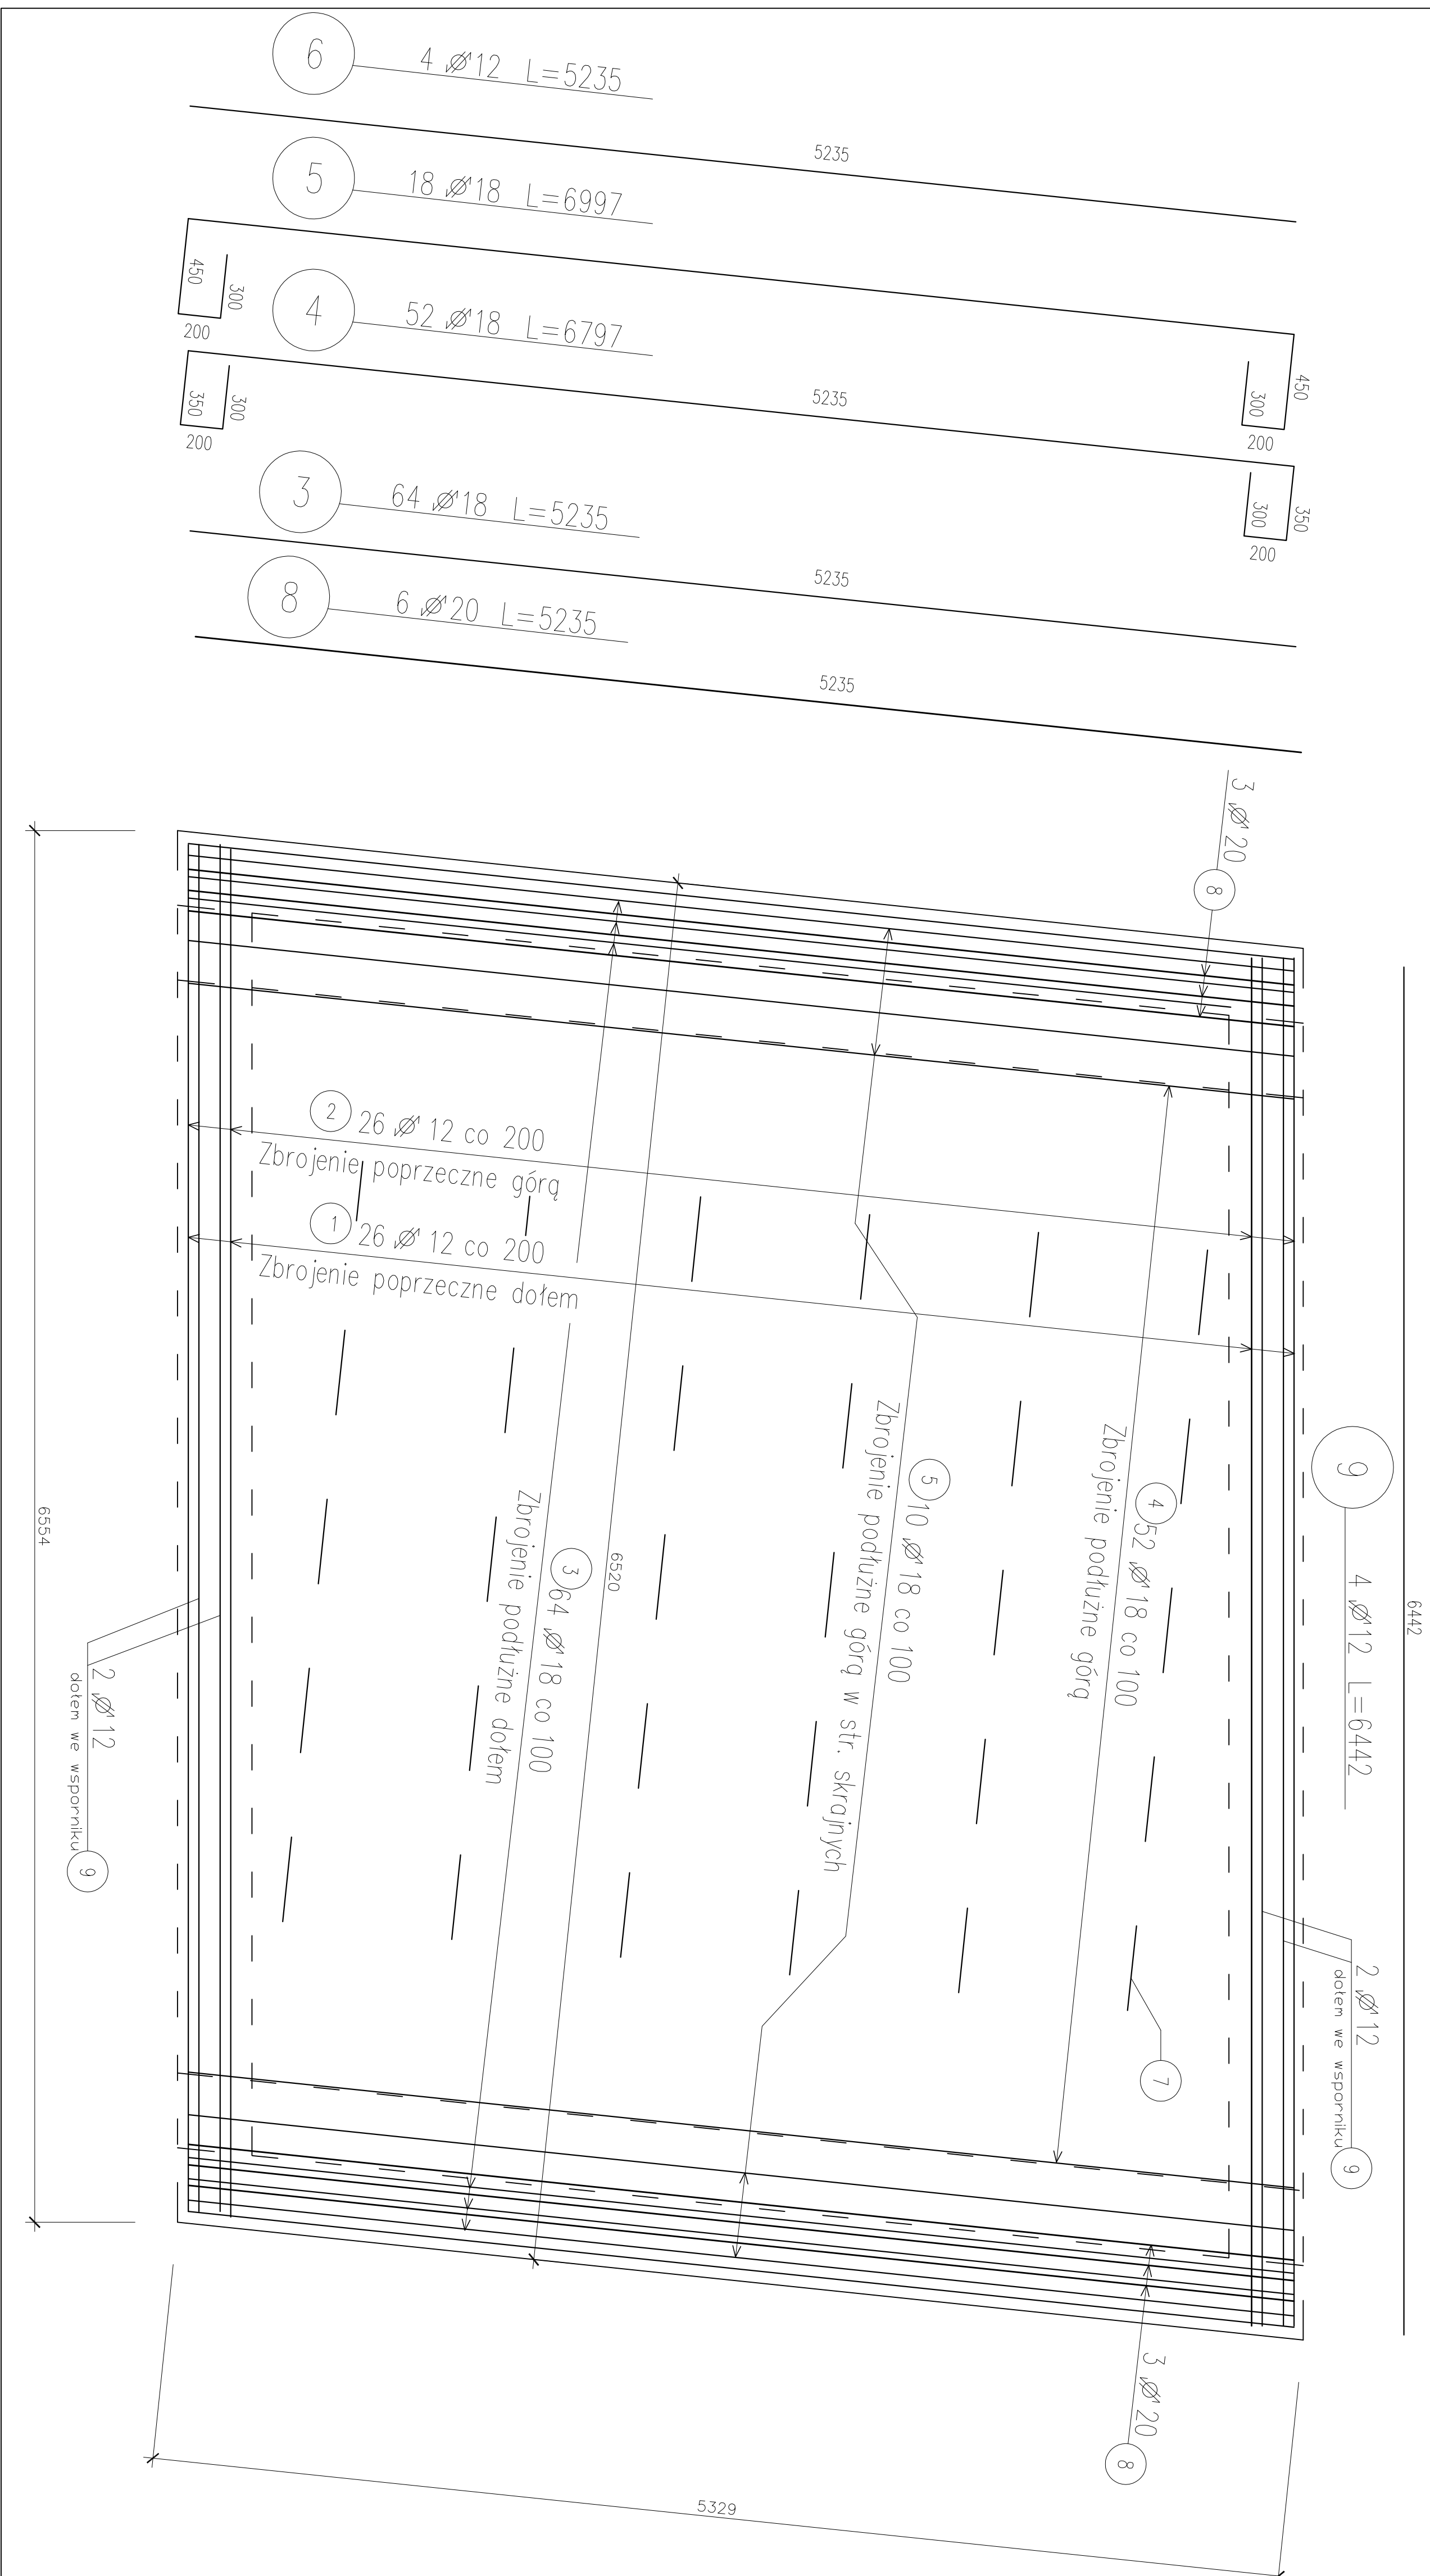 6
4 ⌀12 L=5235
5235
5
18 ⌀18 L=6997
450
300
200
450
300
200
4
52 ⌀18 L=6797
5235
350
300
200
350
300
200
3
64 ⌀18 L=5235
5235
8
6 ⌀20 L=5235
5235
3 ⌀20
8
2
26 ⌀12 co 200
Zbrojenie poprzeczne górą
1
26 ⌀12 co 200
Zbrojenie poprzeczne dołem
9
4 ⌀12 L=6442
6442
4
52 ⌀18 co 100
Zbrojenie podłużne górą
5
10 ⌀18 co 100
Zbrojenie podłużne górą w str. skrajnych
6520
3
64 ⌀18 co 100
Zbrojenie podłużne dołem
6554
2 ⌀12
dołem we wsporniku
9
2 ⌀12
dołem we wsporniku
9
7
3 ⌀20
8
5329